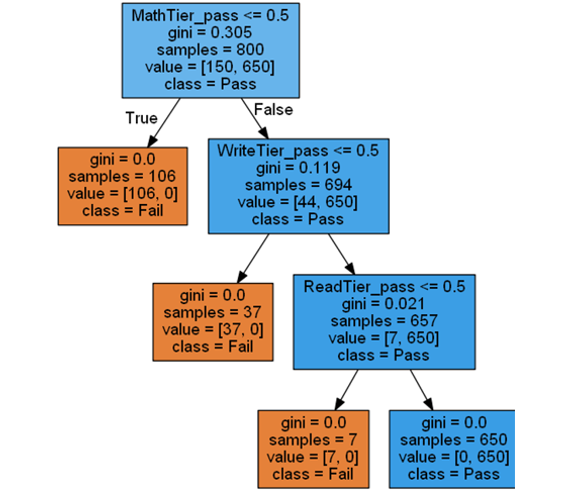 MathTier_pass <= 0.5
gini = 0.305
samples = 800
value = [150, 650]
class = Pass
True
False
gini = 0.0
samples = 106
value = [106, 0]
class = Fail
WriteTier_pass <= 0.5
gini = 0.119
samples = 694
value = [44, 650]
class = Pass
gini = 0.0
samples = 37
value = [37, 0]
class = Fail
ReadTier_pass <= 0.5
gini = 0.021
samples = 657
value = [7, 650]
class = Pass
gini = 0.0
samples = 7
value = [7, 0]
class = Fail
gini = 0.0
samples = 650
value = [0, 650]
class = Pass